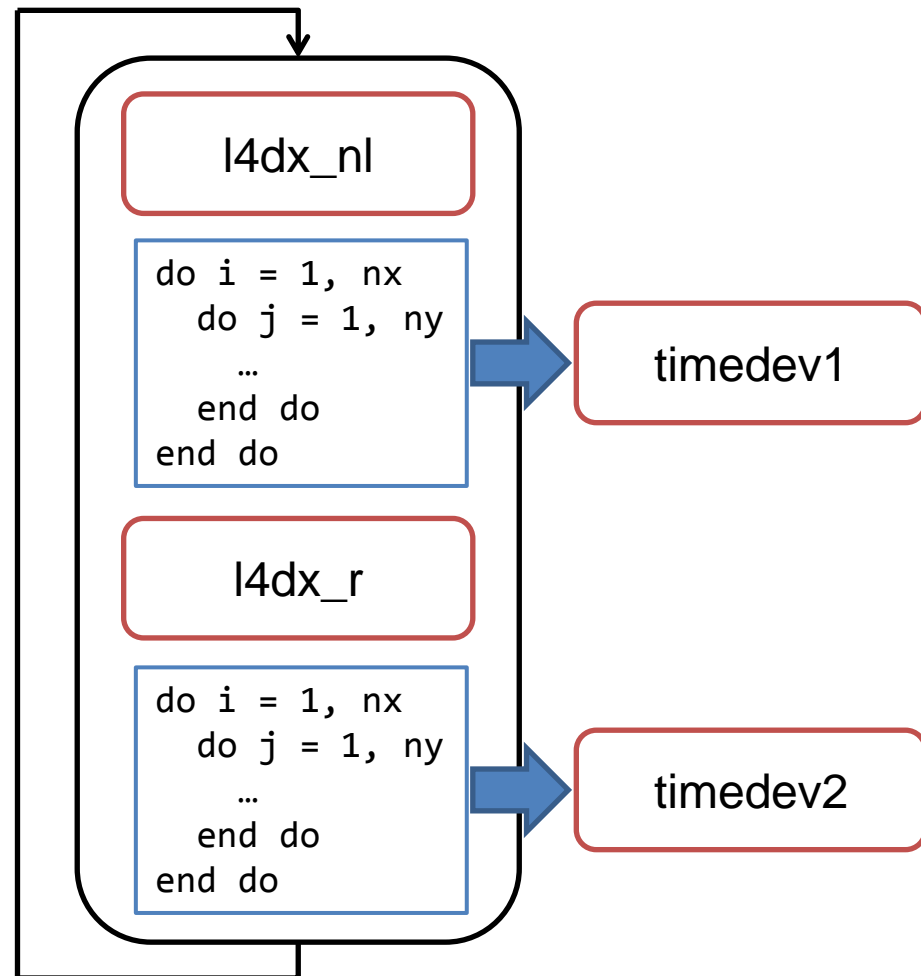 l4dx_nl
do i = 1, nx
  do j = 1, ny
    …
  end do
end do
timedev1
l4dx_r
do i = 1, nx
  do j = 1, ny
    …
  end do
end do
timedev2